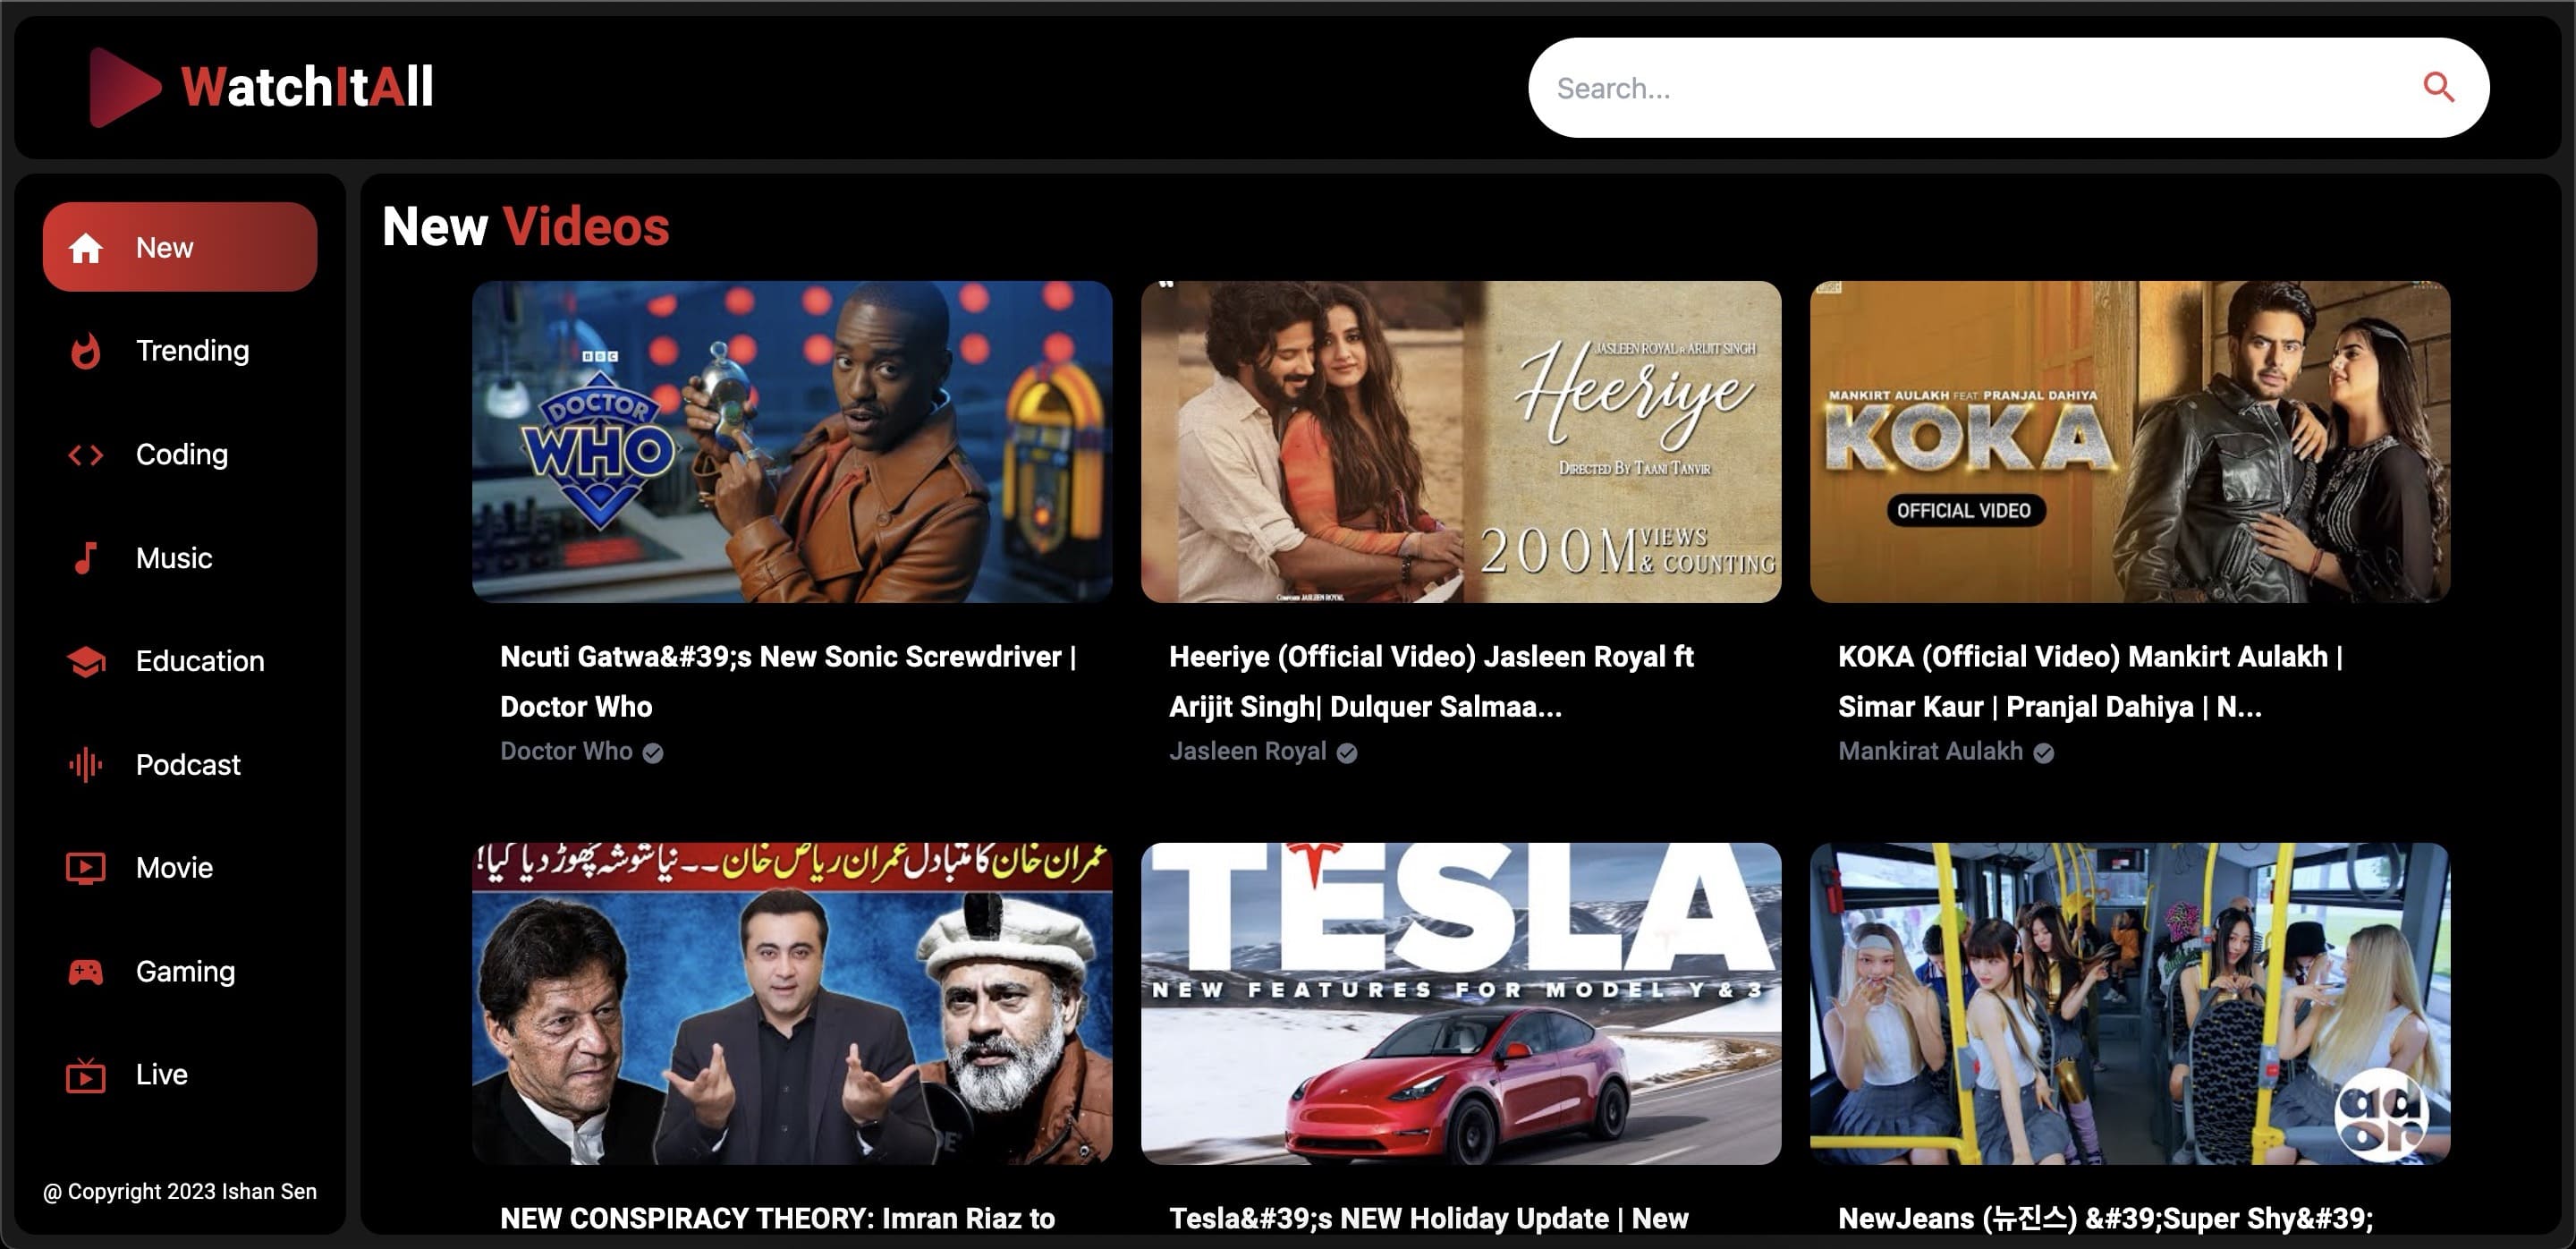 WatchItAll
Search...
New
Trending
Coding
Music
Education
Podcast
Movie
Gaming
Live
@ Copyright 2023 Ishan Sen
New Videos
BBC
DOCTOR
WHO
Ncuti Gatwa&#39;s New Sonic Screwdriver |
Doctor Who
Doctor Who
JASLEEN ROYAL ft ARIJIT SINGH
Heeriye
DIRECTED BY TAANI TANVIR
200M VIEWS
& COUNTING
COMPOSER JASLEEN ROYAL
Heeriye (Official Video) Jasleen Royal ft
Arijit Singh| Dulquer Salmaa...
Jasleen Royal
MANKIRT AULAKH FEAT. PRANJAL DAHIYA
KOKA
OFFICIAL VIDEO
KOKA (Official Video) Mankirt Aulakh |
Simar Kaur | Pranjal Dahiya | N...
Mankirat Aulakh
عمران خان کا متبادل عمران ریاض خان۔۔نیا شوشہ چھوڑ دیا گیا!
NEW CONSPIRACY THEORY: Imran Riaz to
TESLA
NEW FEATURES FOR MODEL Y & 3
Tesla&#39;s NEW Holiday Update | New
NewJeans (뉴진스) &#39;Super Shy&#39;